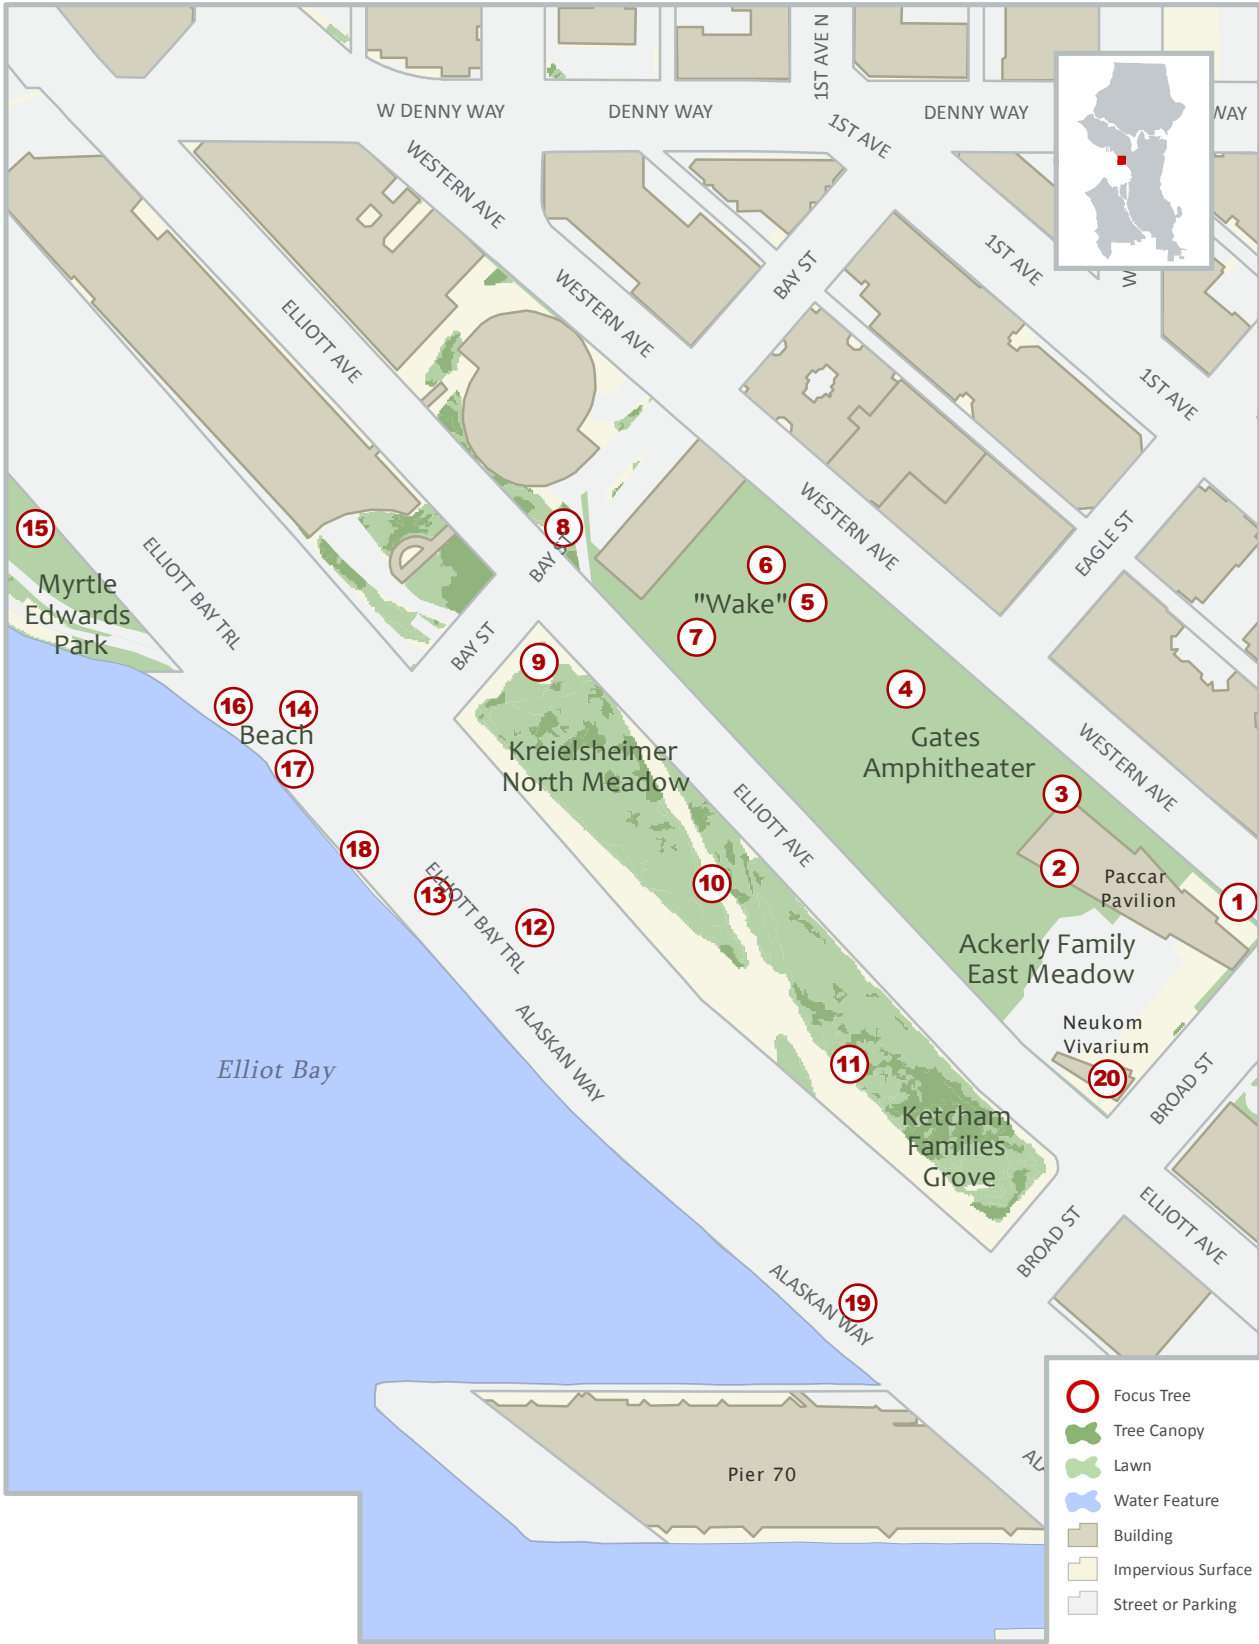 1ST AVE N
W DENNY WAY
DENNY WAY
1ST AVE
DENNY WAY
WAY
WESTERN AVE
1ST AVE
W
BAY ST
WESTERN AVE
ELLIOTT AVE
1ST AVE
WESTERN AVE
EAGLE ST
15
8
BAY ST
6
Myrtle
Edwards
Park
ELLIOTT BAY TRL
"Wake"
5
7
BAY ST
9
4
16
14
Beach
17
Kreielsheimer
North Meadow
Gates
Amphitheater
WESTERN AVE
3
ELLIOTT AVE
18
2
Paccar
Pavilion
1
10
13
ELLIOTT BAY TRL
12
Ackerly Family
East Meadow
ALASKAN WAY
Neukom
Vivarium
20
Elliot Bay
11
BROAD ST
Ketcham
Families
Grove
ELLIOTT AVE
BROAD ST
ALASKAN WAY
19
Pier 70
Focus Tree
Tree Canopy
Lawn
Water Feature
Building
Impervious Surface
Street or Parking